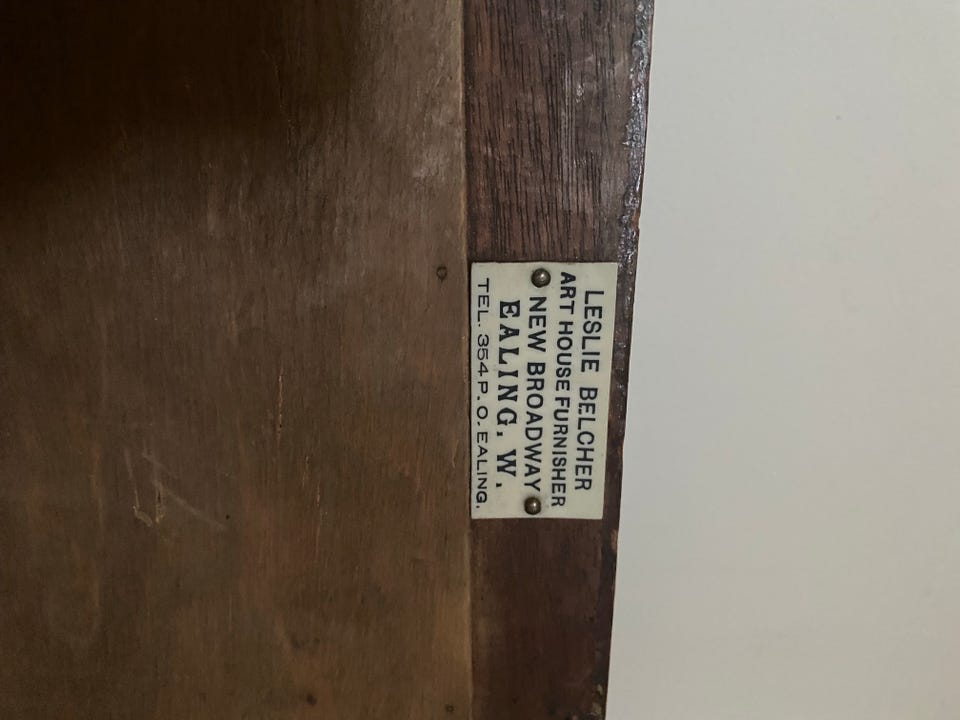 LESLIE BELCHER
ART HOUSE FURNISHER
NEW BROADWAY
EALING. W.
TEL. 354 P. O. EALING.